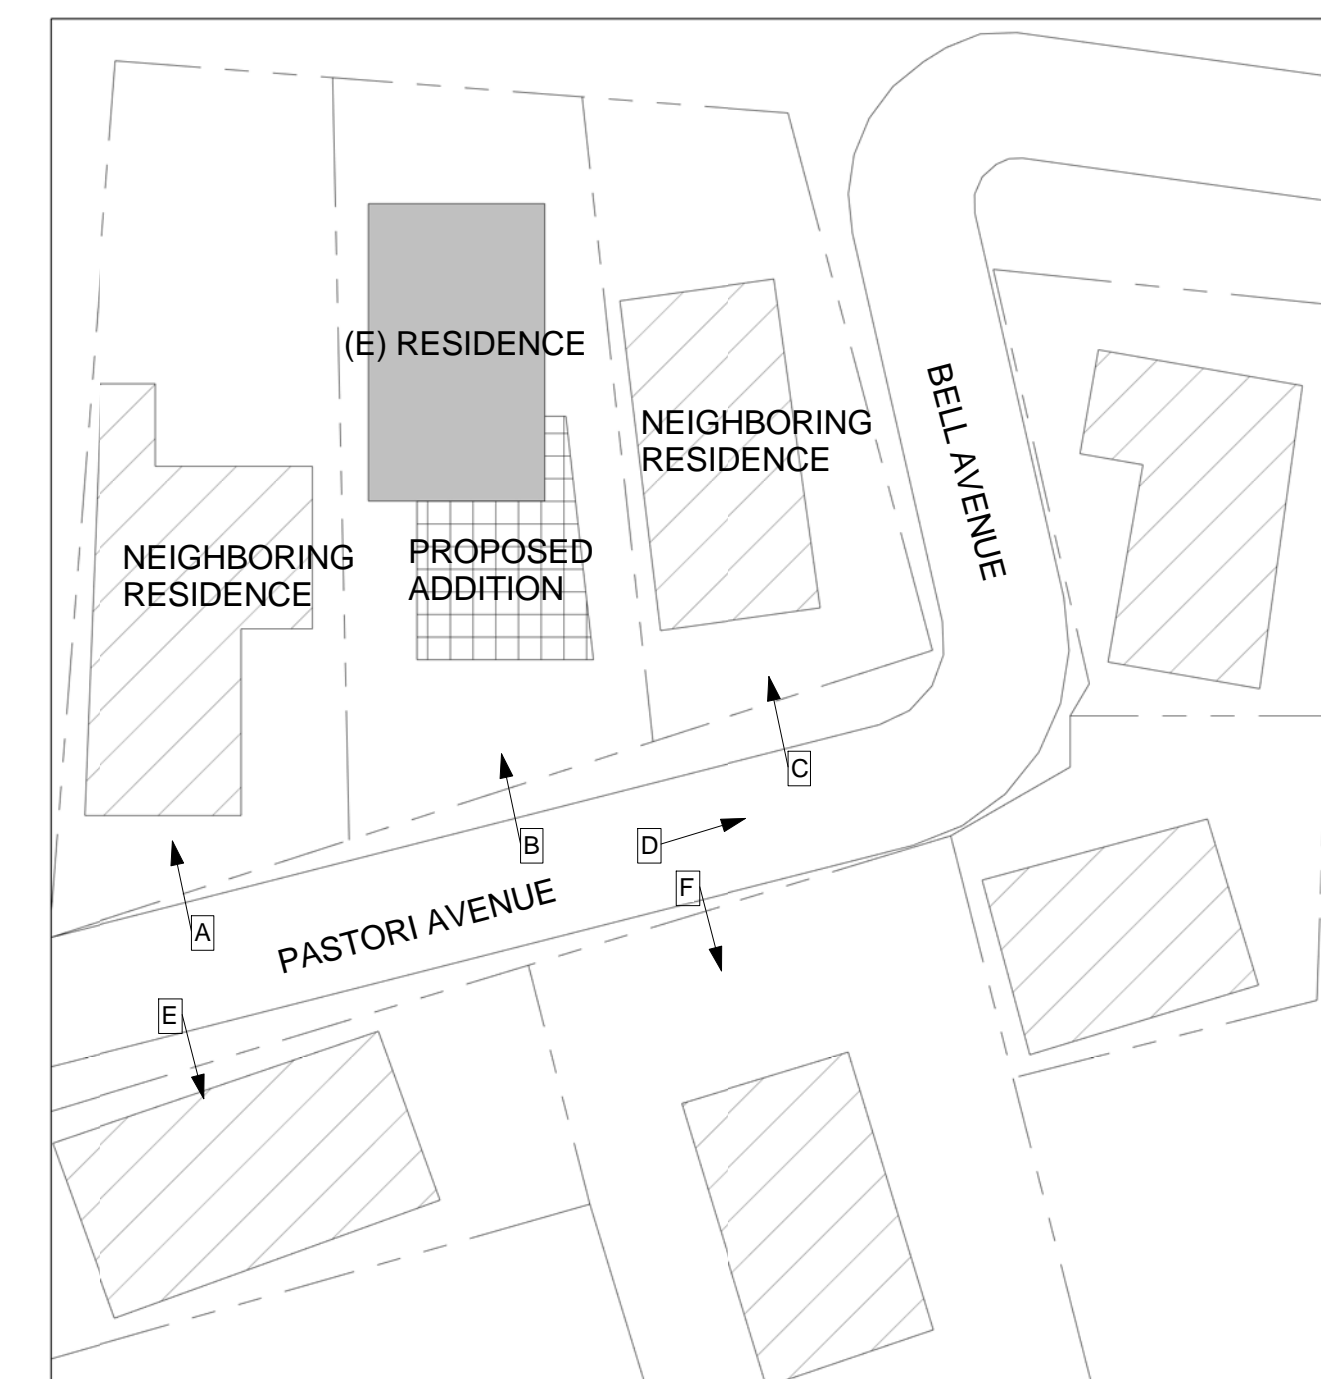 (E) RESIDENCE
NEIGHBORING
RESIDENCE
BELL AVENUE
NEIGHBORING
RESIDENCE
PROPOSED
ADDITION
C
B
D
F
A
PASTORI AVENUE
E